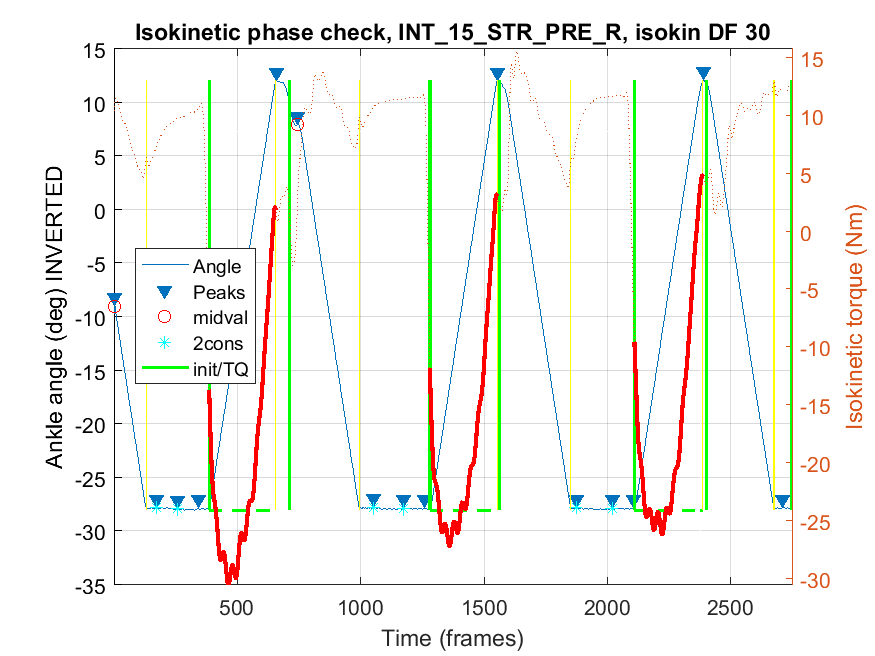 Isokinetic phase check, INT_15_STR_PRE_R, isokin DF 30
15
10
5
0
-5
-10
-15
-20
-25
-30
-35
Ankle angle (deg) INVERTED
Angle
Peaks
midval
2cons
init/TQ
15
10
5
0
-5
-10
-15
-20
-25
-30
Isokinetic torque (Nm)
500
1000
1500
2000
2500
Time (frames)